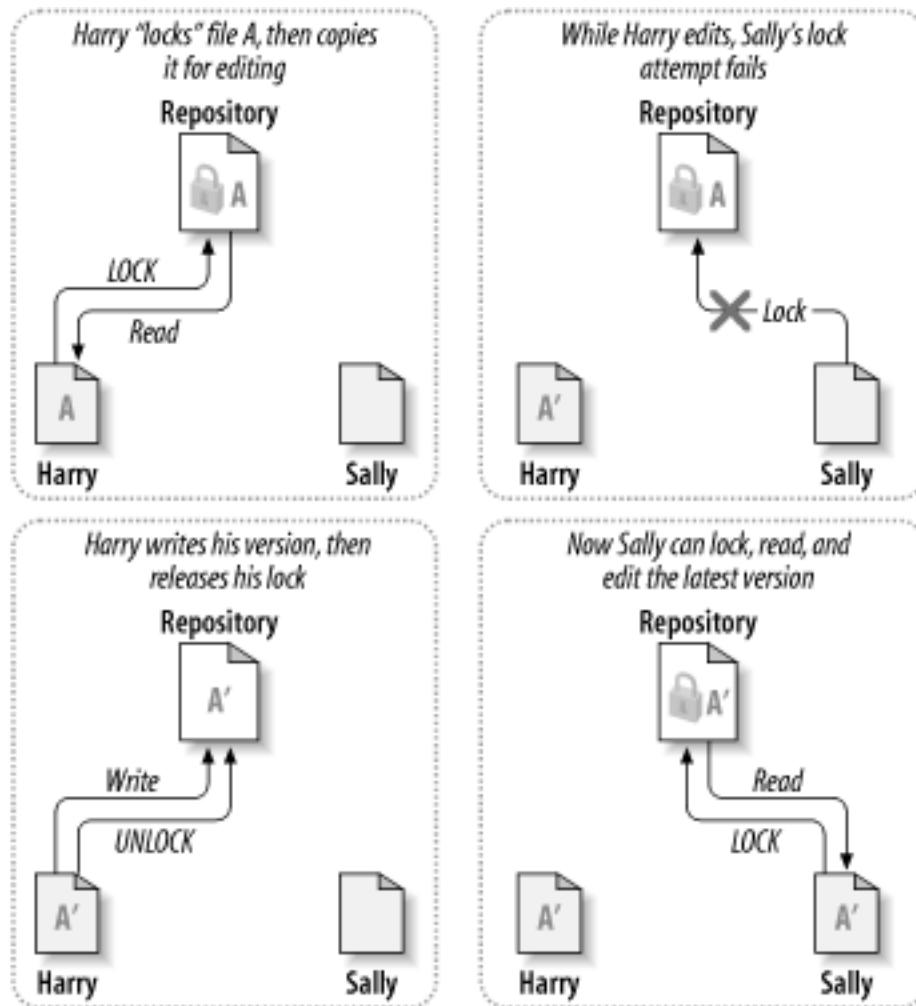 Harry “locks” file A, then copies
it for editing
Repository
A
LOCK
Read
A
Harry
Sally
While Harry edits, Sally’s lock
attempt fails
Repository
A
Lock
A′
Harry
Sally
Harry writes his version, then
releases his lock
Repository
A′
Write
UNLOCK
A′
Harry
Sally
Now Sally can lock, read, and
edit the latest version
Repository
A′
Read
LOCK
A′
A′
Harry
Sally